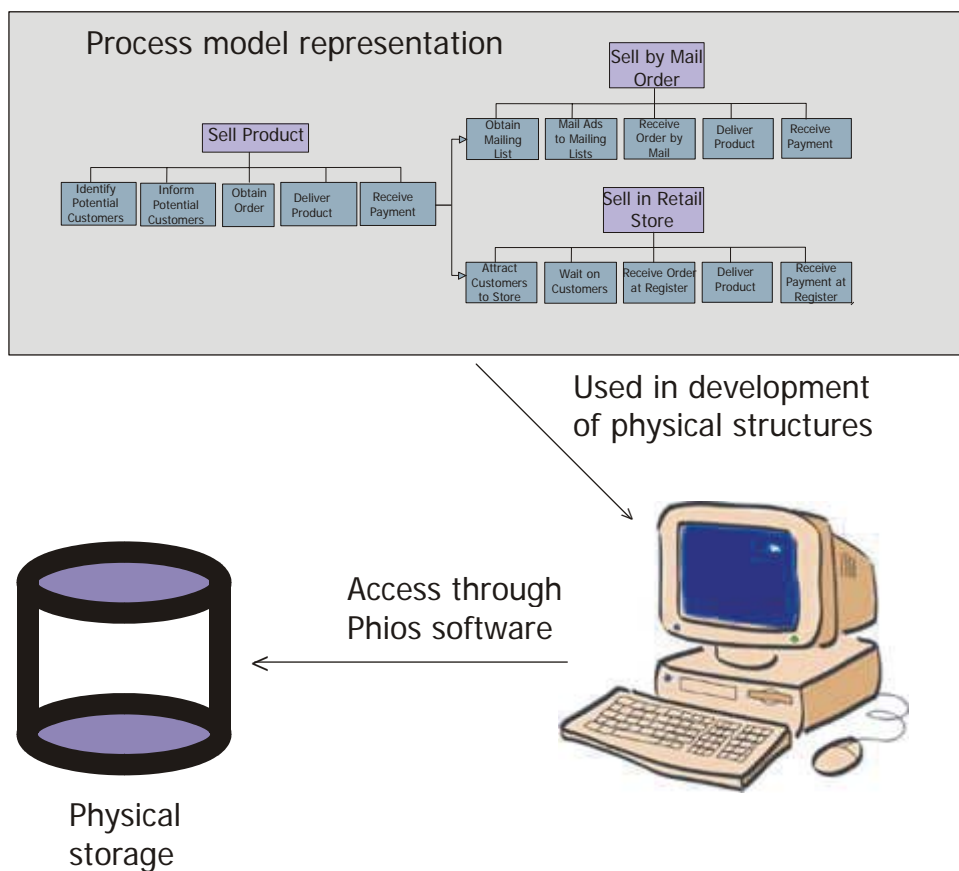 Process model representation
Sell by Mail
Order
Obtain
Mailing
List
Mail Ads
to Mailing
Lists
Receive
Order by
Mail
Deliver
Product
Receive
Payment
Sell Product
Identify
Potential
Customers
Inform
Potential
Customers
Obtain
Order
Deliver
Product
Receive
Payment
Sell in Retail
Store
Attract
Customers
to Store
Wait on
Customers
Receive Order
at Register
Deliver
Product
Receive
Payment at
Register
Used in development
of physical structures
Access through
Phios software
Physical
storage